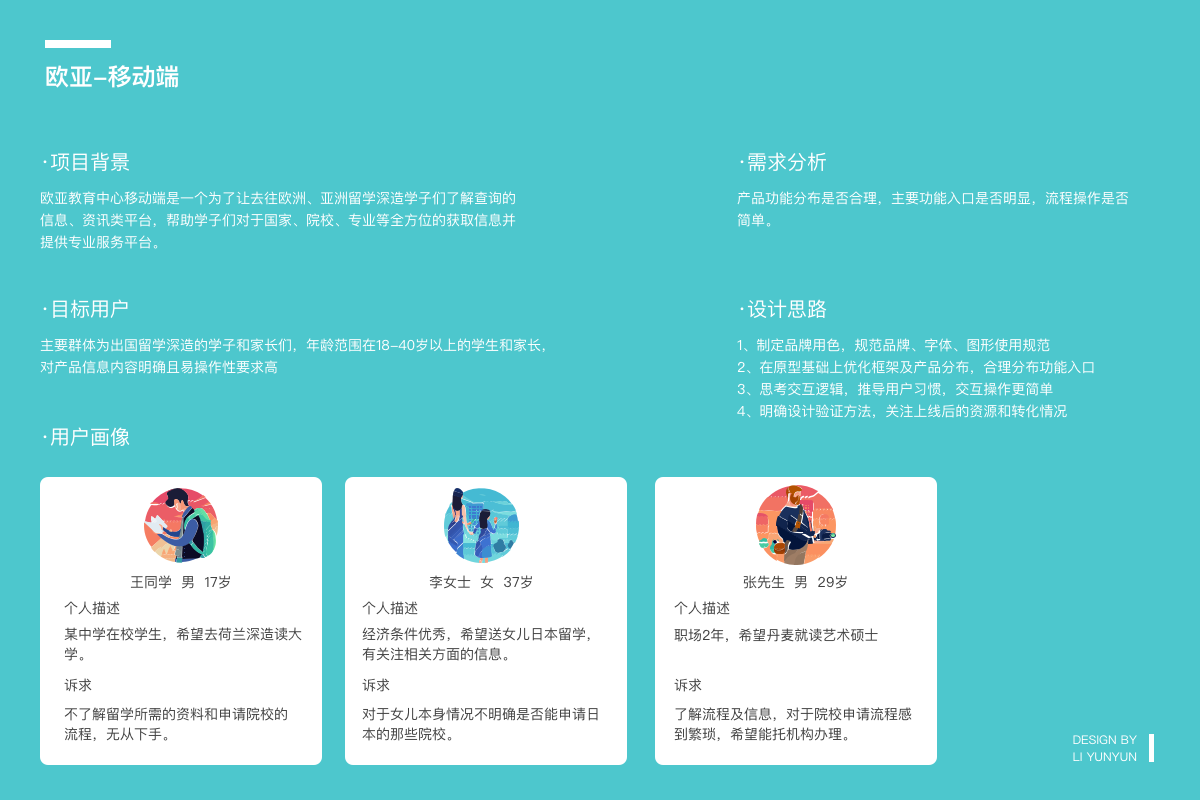 欧亚-移动端
·项目背景
欧亚教育中心移动端是一个为了让去往欧洲、亚洲留学深造学子们了解查询的
信息、资讯类平台，帮助学子们对于国家、院校、专业等全方位的获取信息并
提供专业服务平台。
·需求分析
产品功能分布是否合理，主要功能入口是否明显，流程操作是否
简单。
·目标用户
主要群体为出国留学深造的学子和家长们，年龄范围在18-40岁以上的学生和家长，
对产品信息内容明确且易操作性要求高
·设计思路
1、制定品牌用色，规范品牌、字体、图形使用规范
2、在原型基础上优化框架及产品分布，合理分布功能入口
3、思考交互逻辑，推导用户习惯，交互操作更简单
4、明确设计验证方法，关注上线后的资源和转化情况
·用户画像
王同学 男 17岁
个人描述
某中学在校学生，希望去荷兰深造读大
学。
诉求
不了解留学所需的资料和申请院校的
流程，无从下手。
李女士 女 37岁
个人描述
经济条件优秀，希望送女儿日本留学，
有关注相关方面的信息。
诉求
对于女儿本身情况不明确是否能申请日
本的那些院校。
张先生 男 29岁
个人描述
职场2年，希望丹麦就读艺术硕士
诉求
了解流程及信息，对于院校申请流程感
到繁琐，希望能托机构办理。
DESIGN BY
LI YUNYUN